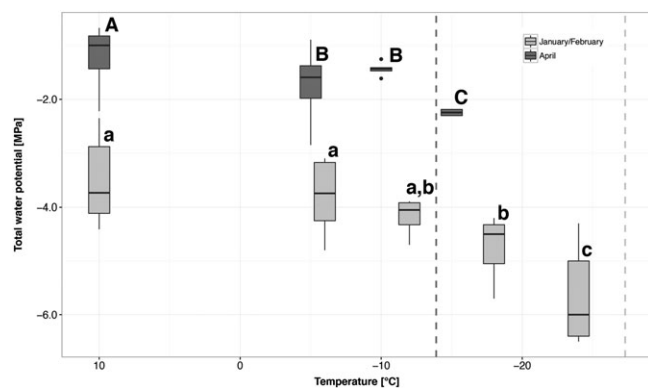 A
B
B
C
January/February
April
−2.0
a
a
a,b
b
c
−4.0
−6.0
Total water potential [MPa]
10
0
−10
−20
Temperature [°C]